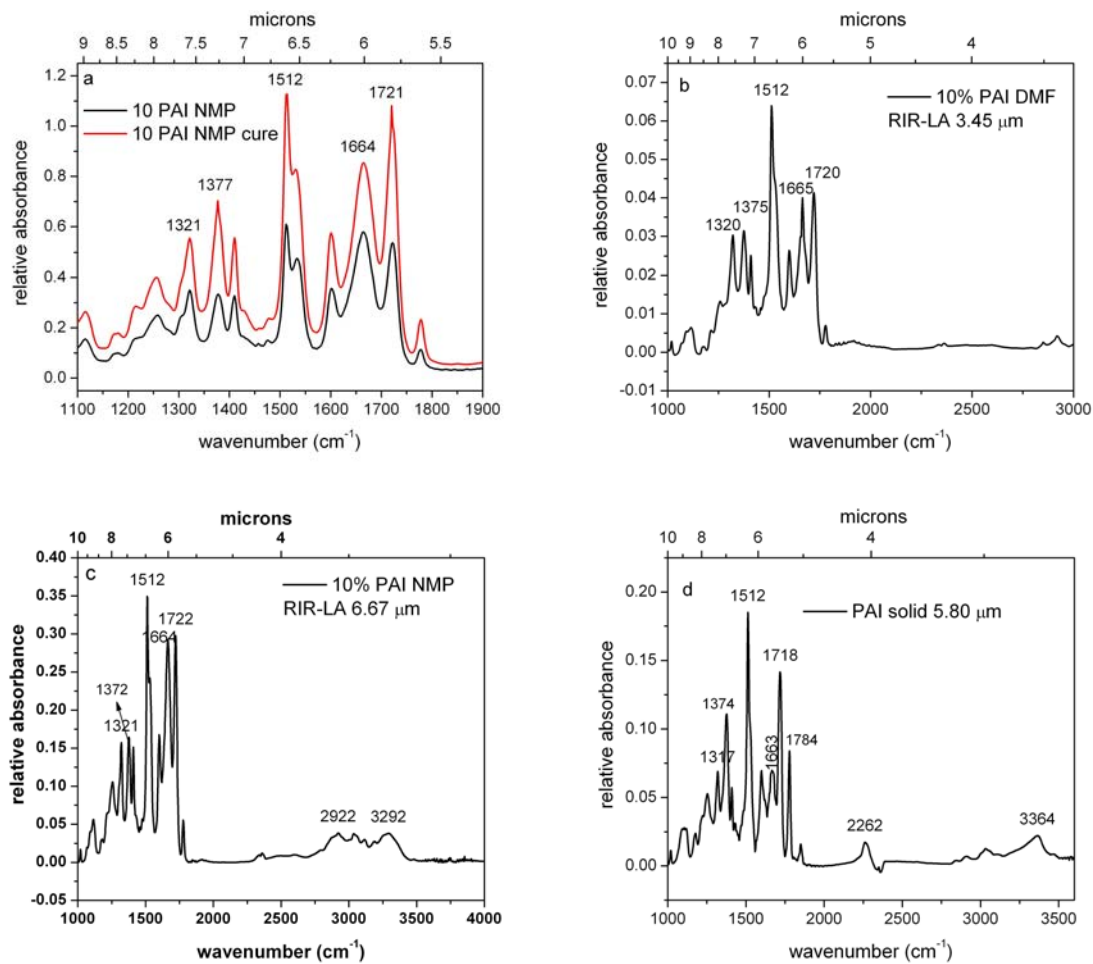 microns
9 8.5 8 7.5 7 6.5 6 5.5
a
10 PAI NMP
10 PAI NMP cure
1321
1377
1512
1664
1721
relative absorbance
1.2
1.0
0.8
0.6
0.4
0.2
0.0
1100 1200 1300 1400 1500 1600 1700 1800 1900
wavenumber (cm⁻¹)
microns
10 9 8 7 6 5 4
b
10% PAI DMF
RIR-LA 3.45 μm
1512
1320
1375
1665
1720
relative absorbance
0.07
0.06
0.05
0.04
0.03
0.02
0.01
0.00
-0.01
1000 1500 2000 2500 3000
wavenumber (cm⁻¹)
microns
10 8 6 4
c
10% PAI NMP
RIR-LA 6.67 μm
1512
1722
1664
1372
1321
2922
3292
relative absorbance
0.40
0.35
0.30
0.25
0.20
0.15
0.10
0.05
0.00
-0.05
1000 1500 2000 2500 3000 3500 4000
wavenumber (cm⁻¹)
microns
10 8 6 4
d
PAI solid 5.80 μm
1512
1718
1374
1317
1663
1784
2262
3364
relative absorbance
0.20
0.15
0.10
0.05
0.00
1000 1500 2000 2500 3000 3500
wavenumber (cm⁻¹)